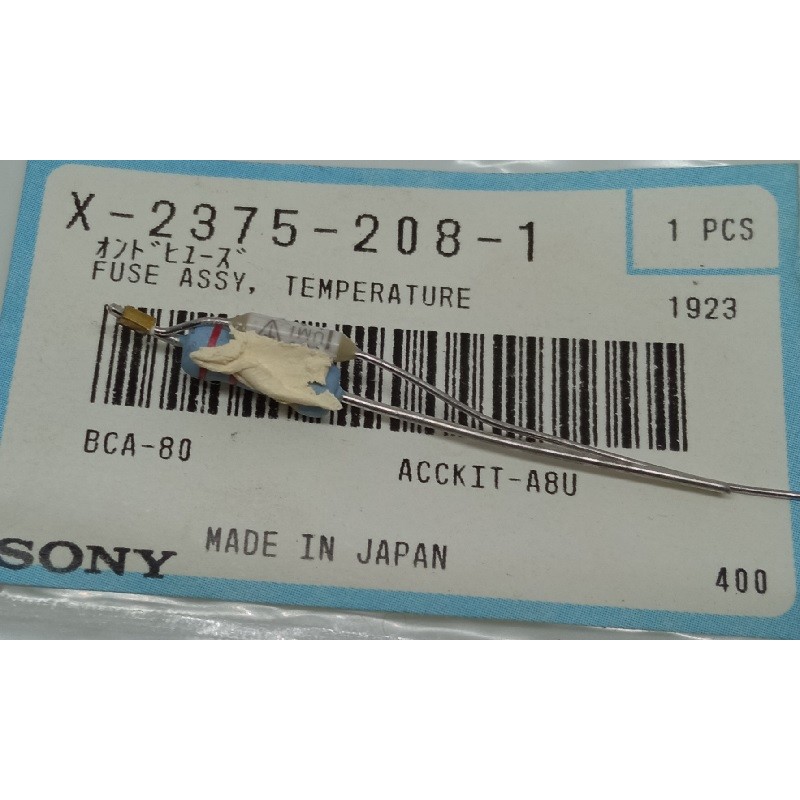 X-2375-208-1
1 PCS
オンド゛ヒユース゛
FUSE ASSY, TEMPERATURE
1923
BCA-80
ACCKIT-A8U
SONY
MADE IN JAPAN
400